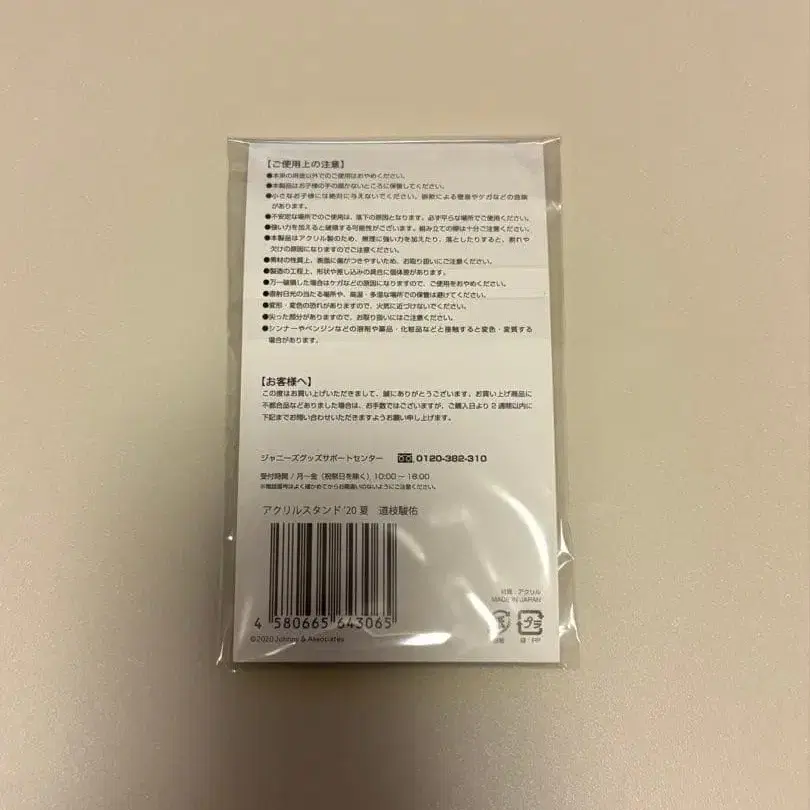 【ご使用上の注意】
●本来の用途以外でのご使用はおやめください。
●本製品はお子様の手の届かないところに保管してください。
●小さなお子様には絶対に与えないでください。誤飲による窒息やケガなどの危険
があります。
●不安定な場所でのご使用は、落下の原因となります。必ず平らな場所でご使用ください。
●強い力を加えると破損する可能性がございます。組み立ての際は十分ご注意ください。
●本製品はアクリル製のため、無理に強い力を加えたり、落としたりすると、割れや
欠けの原因になりますのでご注意ください。
●素材の性質上、表面に傷がつきやすいため、お取り扱いにご注意ください。
●製造の工程上、形状や差し込みの具合に個体差があります。
●万一破損した場合はケガなどの原因になりますので、ご使用をおやめください。
●直射日光の当たる場所や、高温・多湿な場所での保管は避けてください。
●変形・変色の恐れがありますので、火気に近づけないでください。
●尖った部分がありますので、お取り扱いにはご注意ください。
●シンナーやベンジンなどの溶剤や薬品・化粧品などと接触すると変色・変質する
場合があります。
【お客様へ】
この度はお買い上げいただきまして、誠にありがとうございます。お買い上げ商品に
不都合品などありました場合は、お手数ではございますが、ご購入日より2週間以内に
下記までお問い合わせいただきますようお願い申し上げます。
ジャニーズグッズサポートセンター 0120-382-310
受付時間/月～金（祝祭日を除く）10:00～18:00
※電話番号はよく確かめてからお間違いのないようにご注意ください。
アクリルスタンド'20夏 道枝駿佑
材質：アクリル
MADE IN JAPAN
4 580665 643065
プラ
袋：PP
©2020 Johnny & Associates